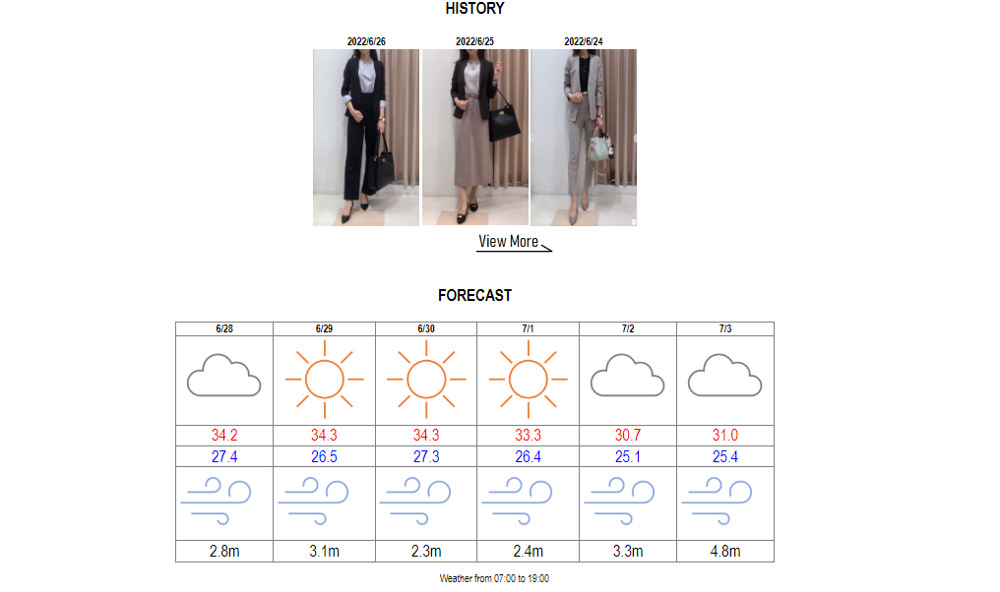 HISTORY
2022/6/26 2022/6/25 2022/6/24
View More
FORECAST
6/28 6/29 6/30 7/1 7/2 7/3
34.2 34.3 34.3 33.3 30.7 31.0
27.4 26.5 27.3 26.4 25.1 25.4
2.8m 3.1m 2.3m 2.4m 3.3m 4.8m
Weather from 07:00 to 19:00